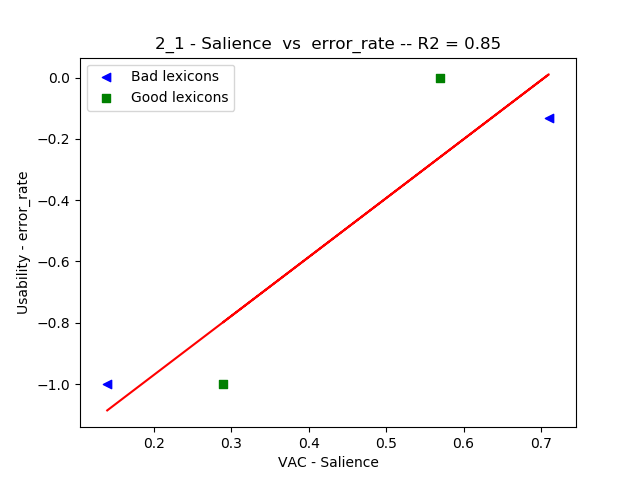 2_1 - Salience  vs  error_rate -- R2 = 0.85
Bad lexicons
Good lexicons
0.0
−0.2
−0.4
−0.6
−0.8
−1.0
Usability - error_rate
0.2 0.3 0.4 0.5 0.6 0.7
VAC - Salience